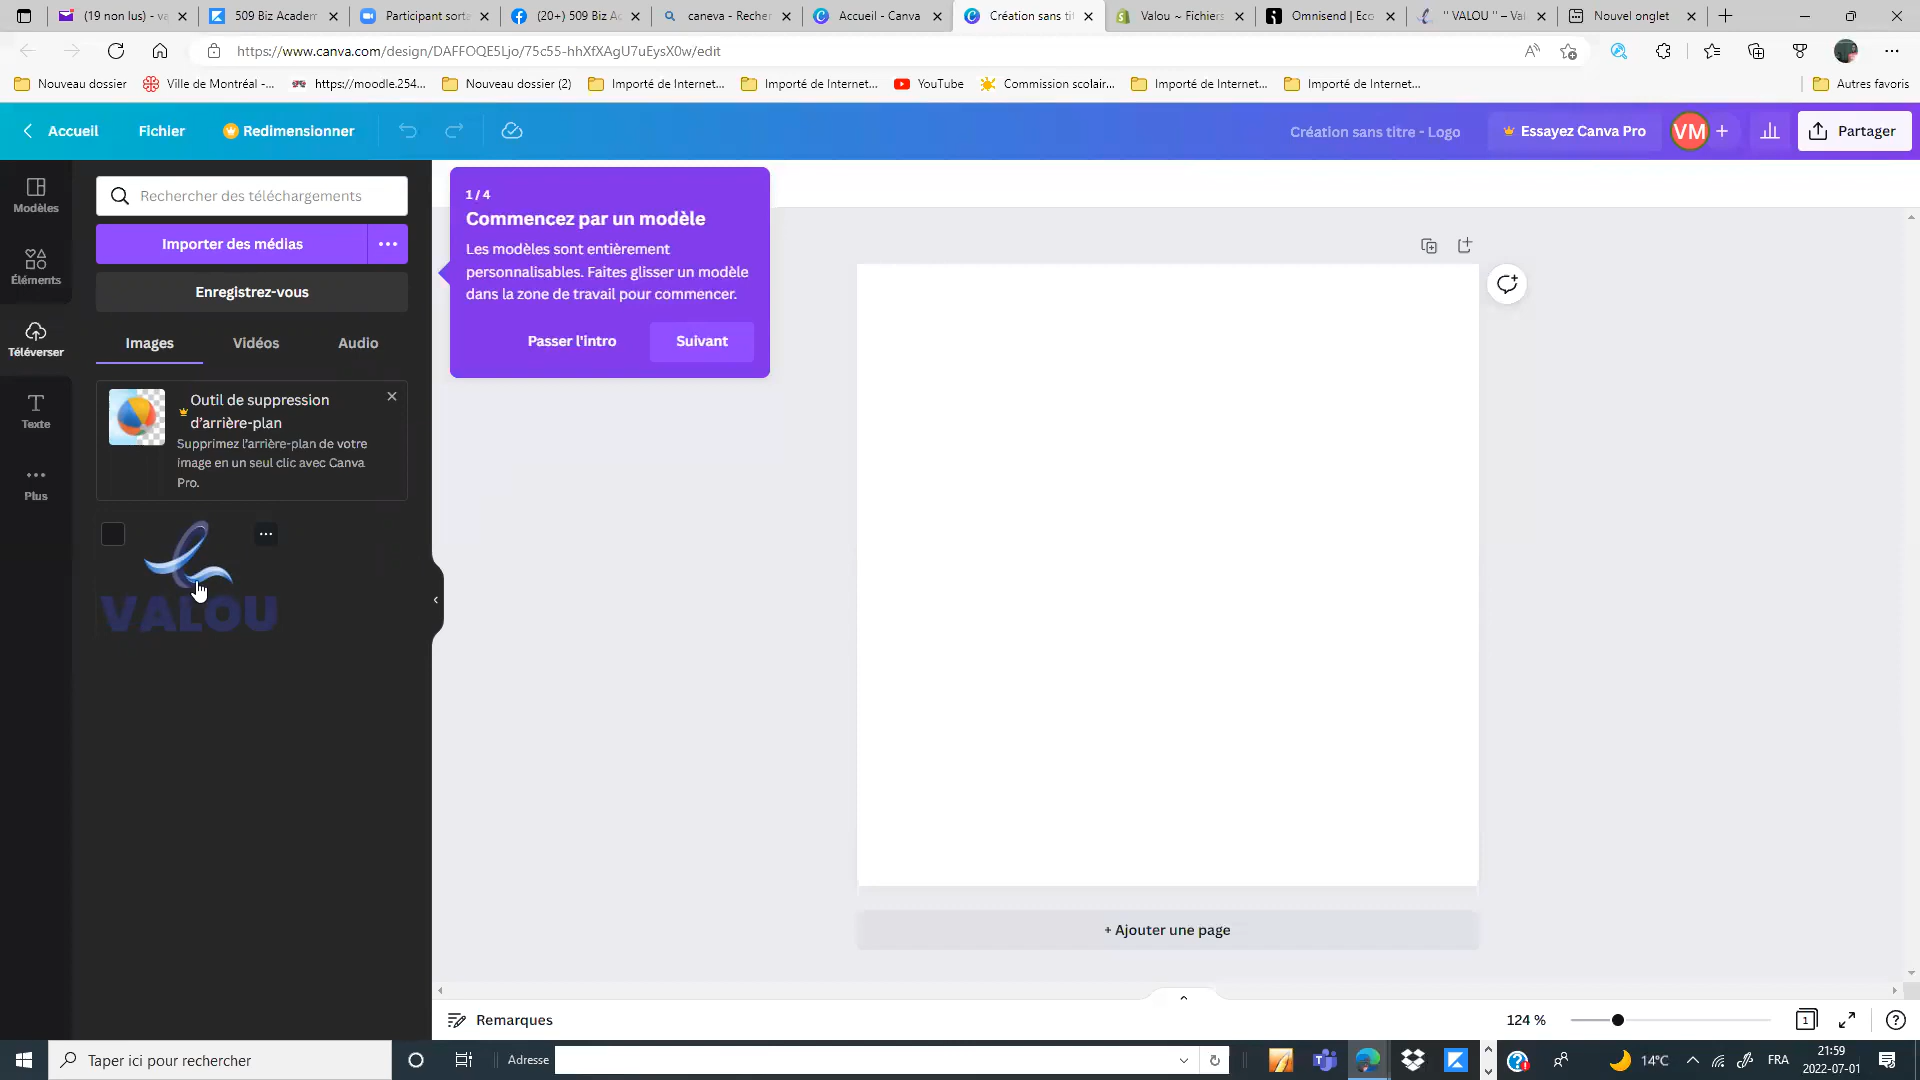 (19 non lus) - va
509 Biz Academ
Participant sorta
(20+) 509 Biz Ac
caneva - Recher
Accueil - Canva
Création sans tit
Valou ~ Fichiers
Omnisend | Eco
" VALOU " – Val
Nouvel onglet
https://www.canva.com/design/DAFFOQE5Ljo/75c55-hhXfXAgU7uEysX0w/edit
Nouveau dossier
Ville de Montréal -...
https://moodle.254...
Nouveau dossier (2)
Importé de Internet...
Importé de Internet...
YouTube
Commission scolair...
Importé de Internet...
Importé de Internet...
Autres favoris
Accueil
Fichier
Redimensionner
Création sans titre - Logo
Essayez Canva Pro
VM
Partager
Modèles
Éléments
Téléverser
Texte
Plus
Rechercher des téléchargements
Importer des médias
Enregistrez-vous
Images
Vidéos
Audio
Outil de suppression
d'arrière-plan
Supprimez l'arrière-plan de votre
image en un seul clic avec Canva
Pro.
VALOU
1 / 4
Commencez par un modèle
Les modèles sont entièrement
personnalisables. Faites glisser un modèle
dans la zone de travail pour commencer.
Passer l'intro
Suivant
+ Ajouter une page
Remarques
124 %
1
Taper ici pour rechercher
Adresse
14°C
FRA
21:59
2022-07-01